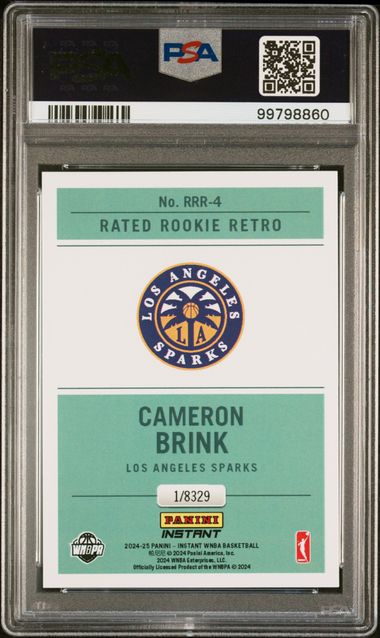 PSA
99798860
No. RRR-4
RATED ROOKIE RETRO
LOS ANGELES
LA
SPARKS
CAMERON
BRINK
LOS ANGELES SPARKS
1/8329
PANINI
INSTANT
2024-25 PANINI – INSTANT WNBA BASKETBALL
© 2024 Panini America, Inc.
2024 WNBA Enterprises, LLC.
Officially Licensed Product of the WNBPA © 2024
WNBPA
PSA